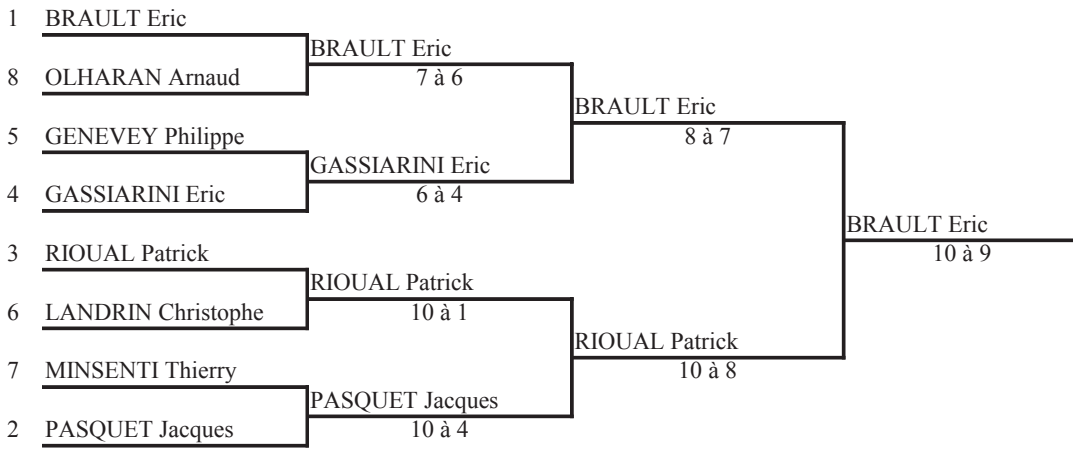 1 BRAULT Eric
8 OLHARAN Arnaud
5 GENEVEY Philippe
4 GASSIARINI Eric
3 RIOUAL Patrick
6 LANDRIN Christophe
7 MINSENTI Thierry
2 PASQUET Jacques
BRAULT Eric
7 à 6
GASSIARINI Eric
6 à 4
RIOUAL Patrick
10 à 1
PASQUET Jacques
10 à 4
BRAULT Eric
8 à 7
RIOUAL Patrick
10 à 8
BRAULT Eric
10 à 9